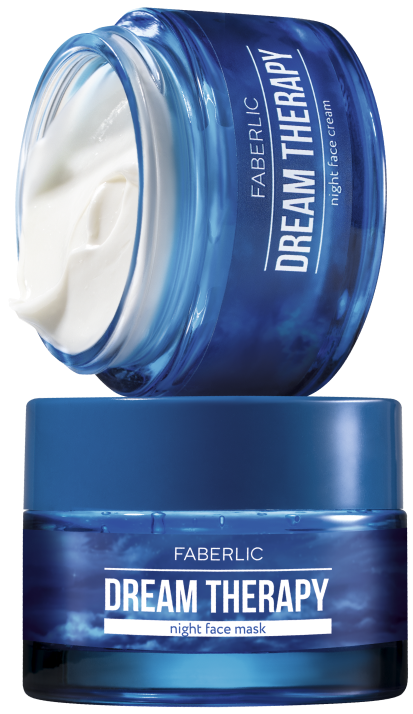 FABERLIC
DREAM THERAPY
night face cream
FABERLIC
DREAM THERAPY
night face mask